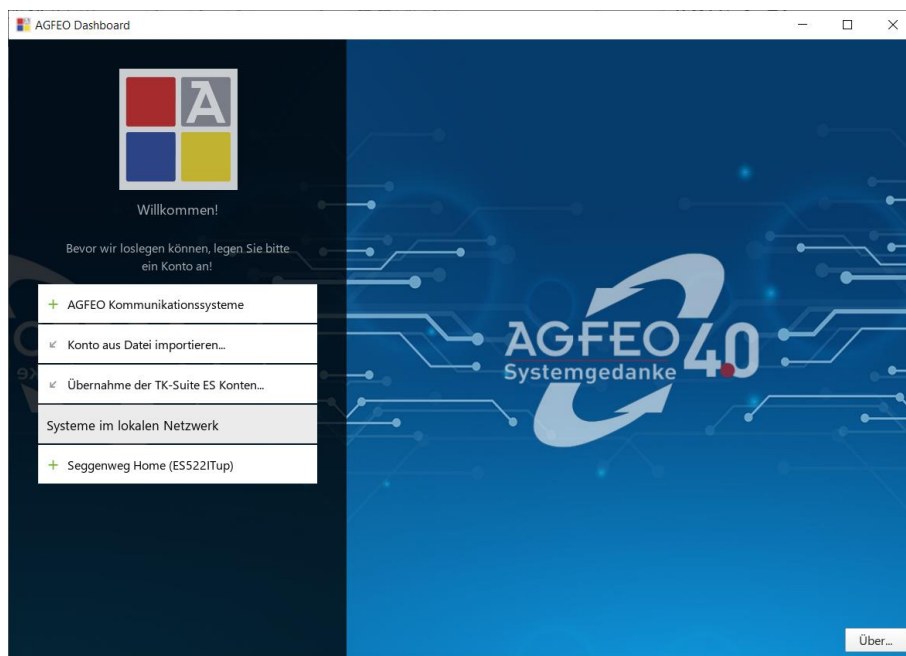 AGFEO Dashboard
A
Willkommen!
Bevor wir loslegen können, legen Sie bitte
ein Konto an!
+ AGFEO Kommunikationssysteme
Konto aus Datei importieren...
Übernahme der TK-Suite ES Konten...
Systeme im lokalen Netzwerk
+ Seggenweg Home (ES522ITup)
AGFEO 4.0
Systemgedanke
Über...